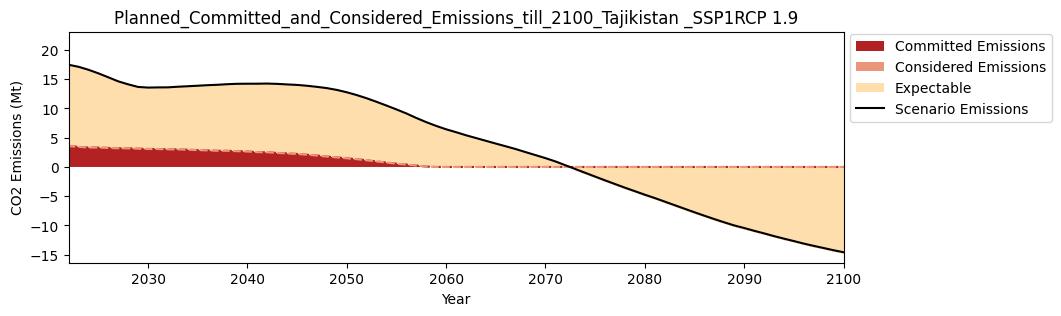 Planned_Committed_and_Considered_Emissions_till_2100_Tajikistan _SSP1RCP 1.9
CO2 Emissions (Mt)
20
15
10
5
0
−5
−10
−15
2030
2040
2050
2060
2070
2080
2090
2100
Year
Committed Emissions
Considered Emissions
Expectable
Scenario Emissions